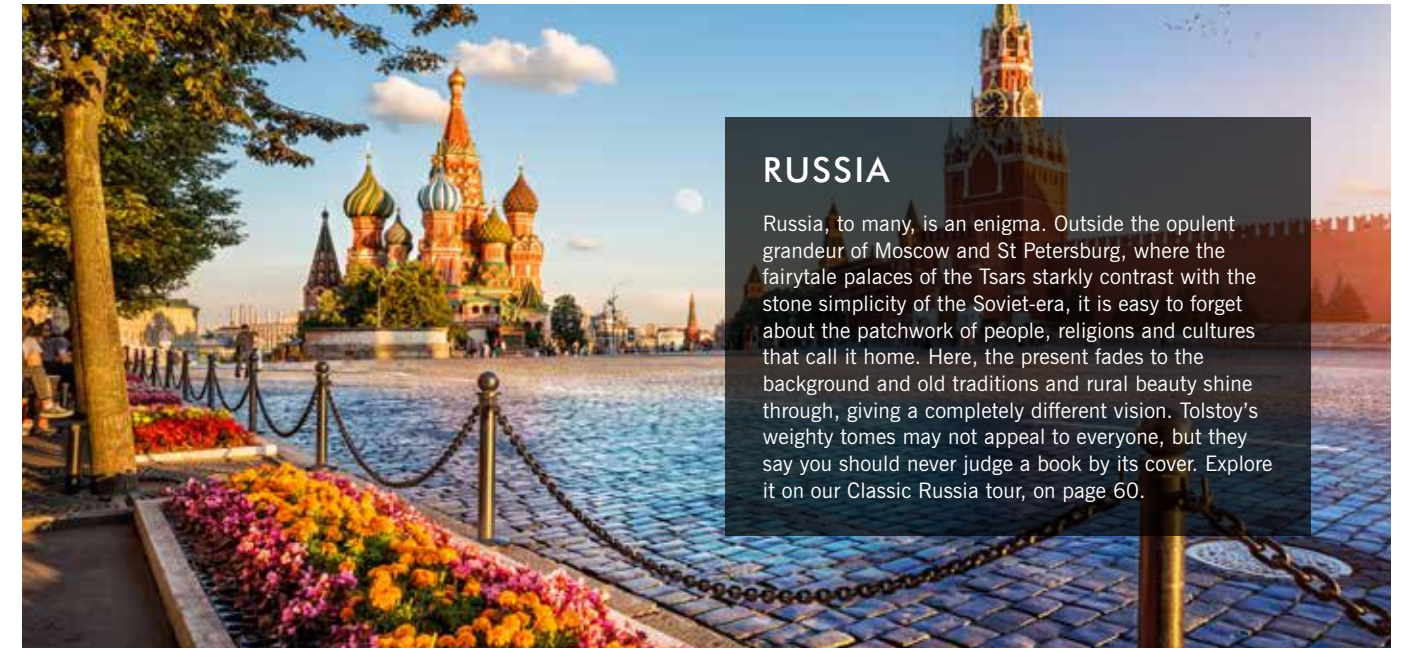 RUSSIA
Russia, to many, is an enigma. Outside the opulent
grandeur of Moscow and St Petersburg, where the
fairytale palaces of the Tsars starkly contrast with the
stone simplicity of the Soviet-era, it is easy to forget
about the patchwork of people, religions and cultures
that call it home. Here, the present fades to the
background and old traditions and rural beauty shine
through, giving a completely different vision. Tolstoy’s
weighty tomes may not appeal to everyone, but they
say you should never judge a book by its cover. Explore
it on our Classic Russia tour, on page 60.